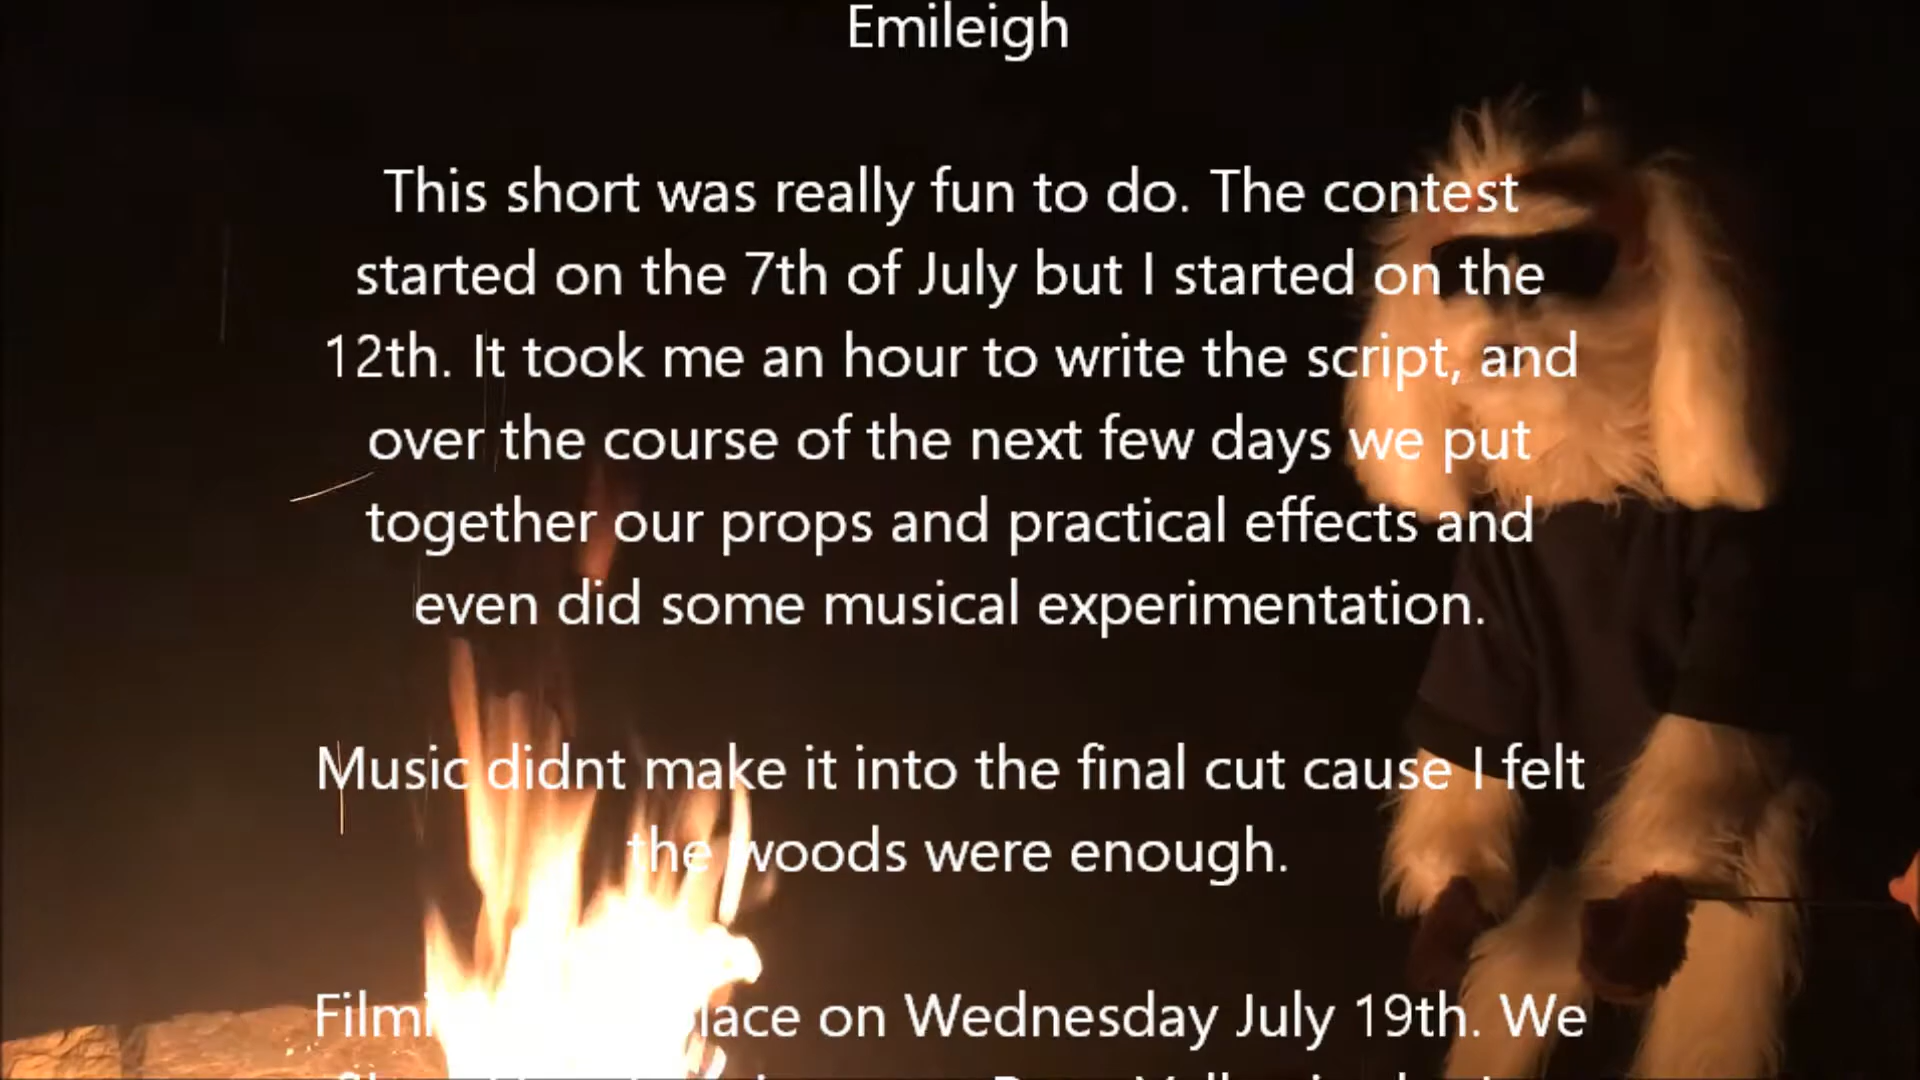 Emileigh
This short was really fun to do. The contest
started on the 7th of July but I started on the
12th. It took me an hour to write the script, and
over the course of the next few days we put
together our props and practical effects and
even did some musical experimentation.
Music didnt make it into the final cut cause I felt
the woods were enough.
on Wednesday July 19th. We